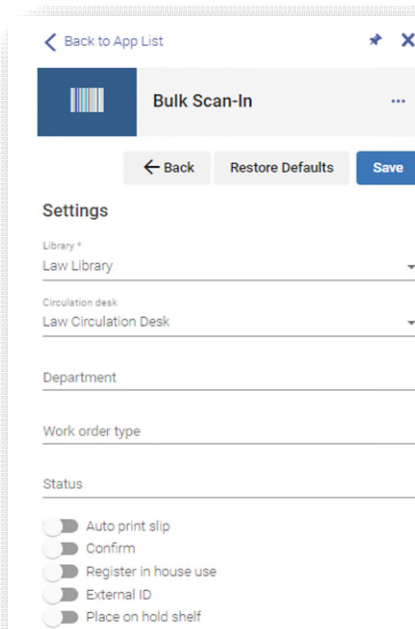 Back to App List
Bulk Scan-In
Back Restore Defaults Save
Settings
Library *
Law Library
Circulation desk
Law Circulation Desk
Department
Work order type
Status
Auto print slip
Confirm
Register in house use
External ID
Place on hold shelf